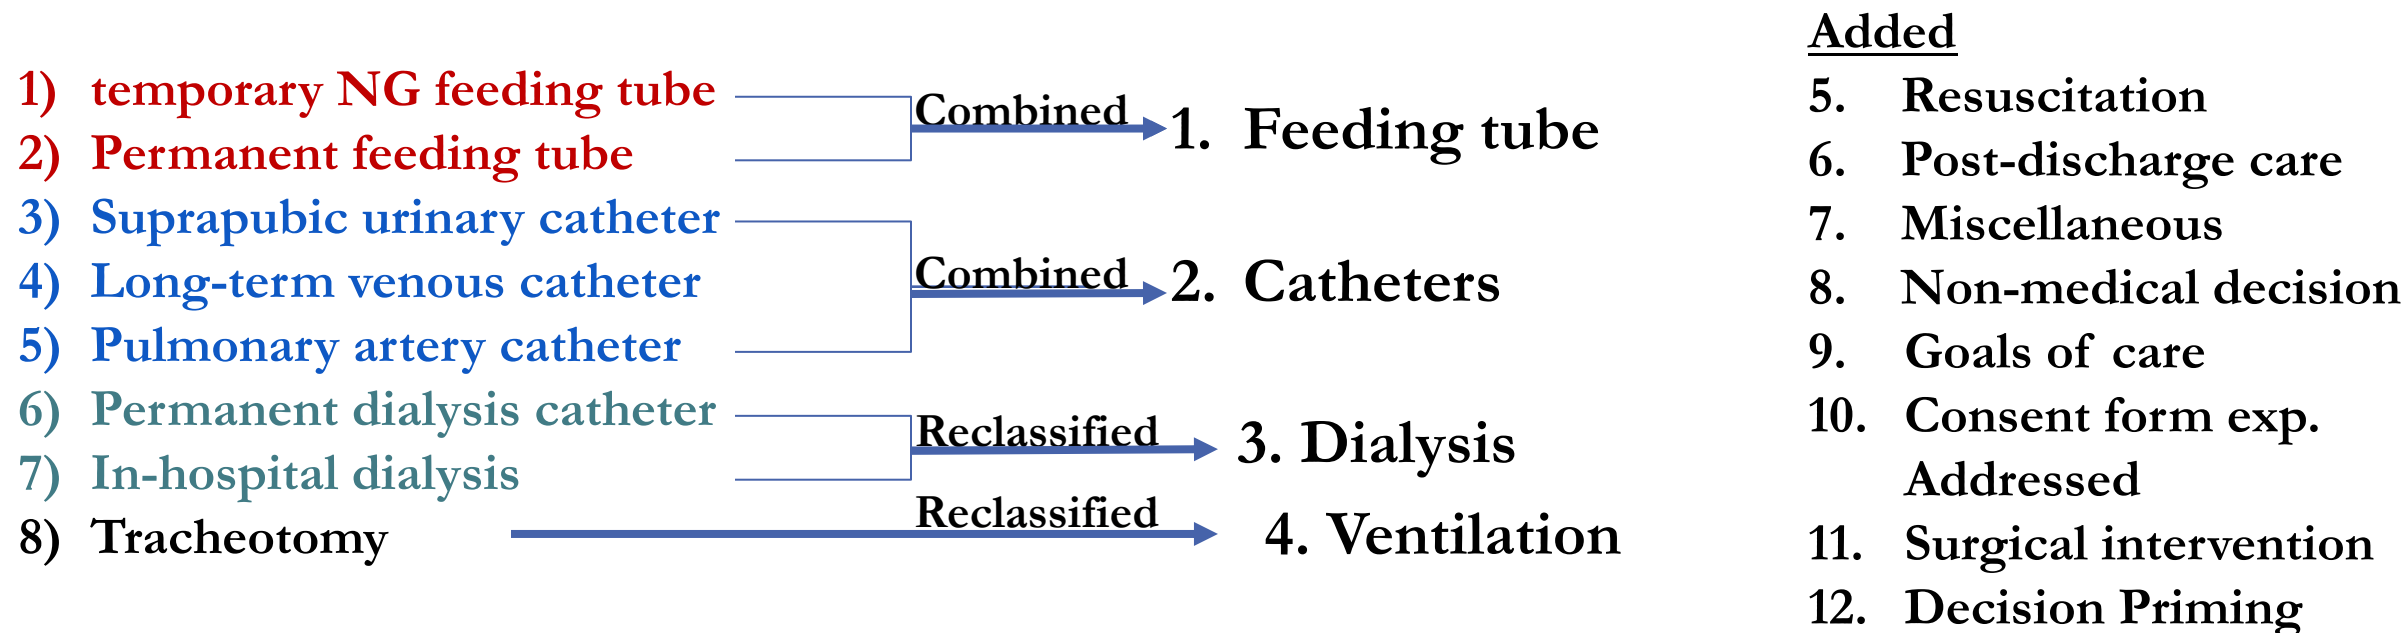 1) temporary NG feeding tube
2) Permanent feeding tube
3) Suprapubic urinary catheter
4) Long-term venous catheter
5) Pulmonary artery catheter
6) Permanent dialysis catheter
7) In-hospital dialysis
8) Tracheotomy
Combined
Combined
Reclassified
Reclassified
1. Feeding tube
2. Catheters
3. Dialysis
4. Ventilation
Added
5. Resuscitation
6. Post-discharge care
7. Miscellaneous
8. Non-medical decision
9. Goals of care
10. Consent form exp.
Addressed
11. Surgical intervention
12. Decision Priming